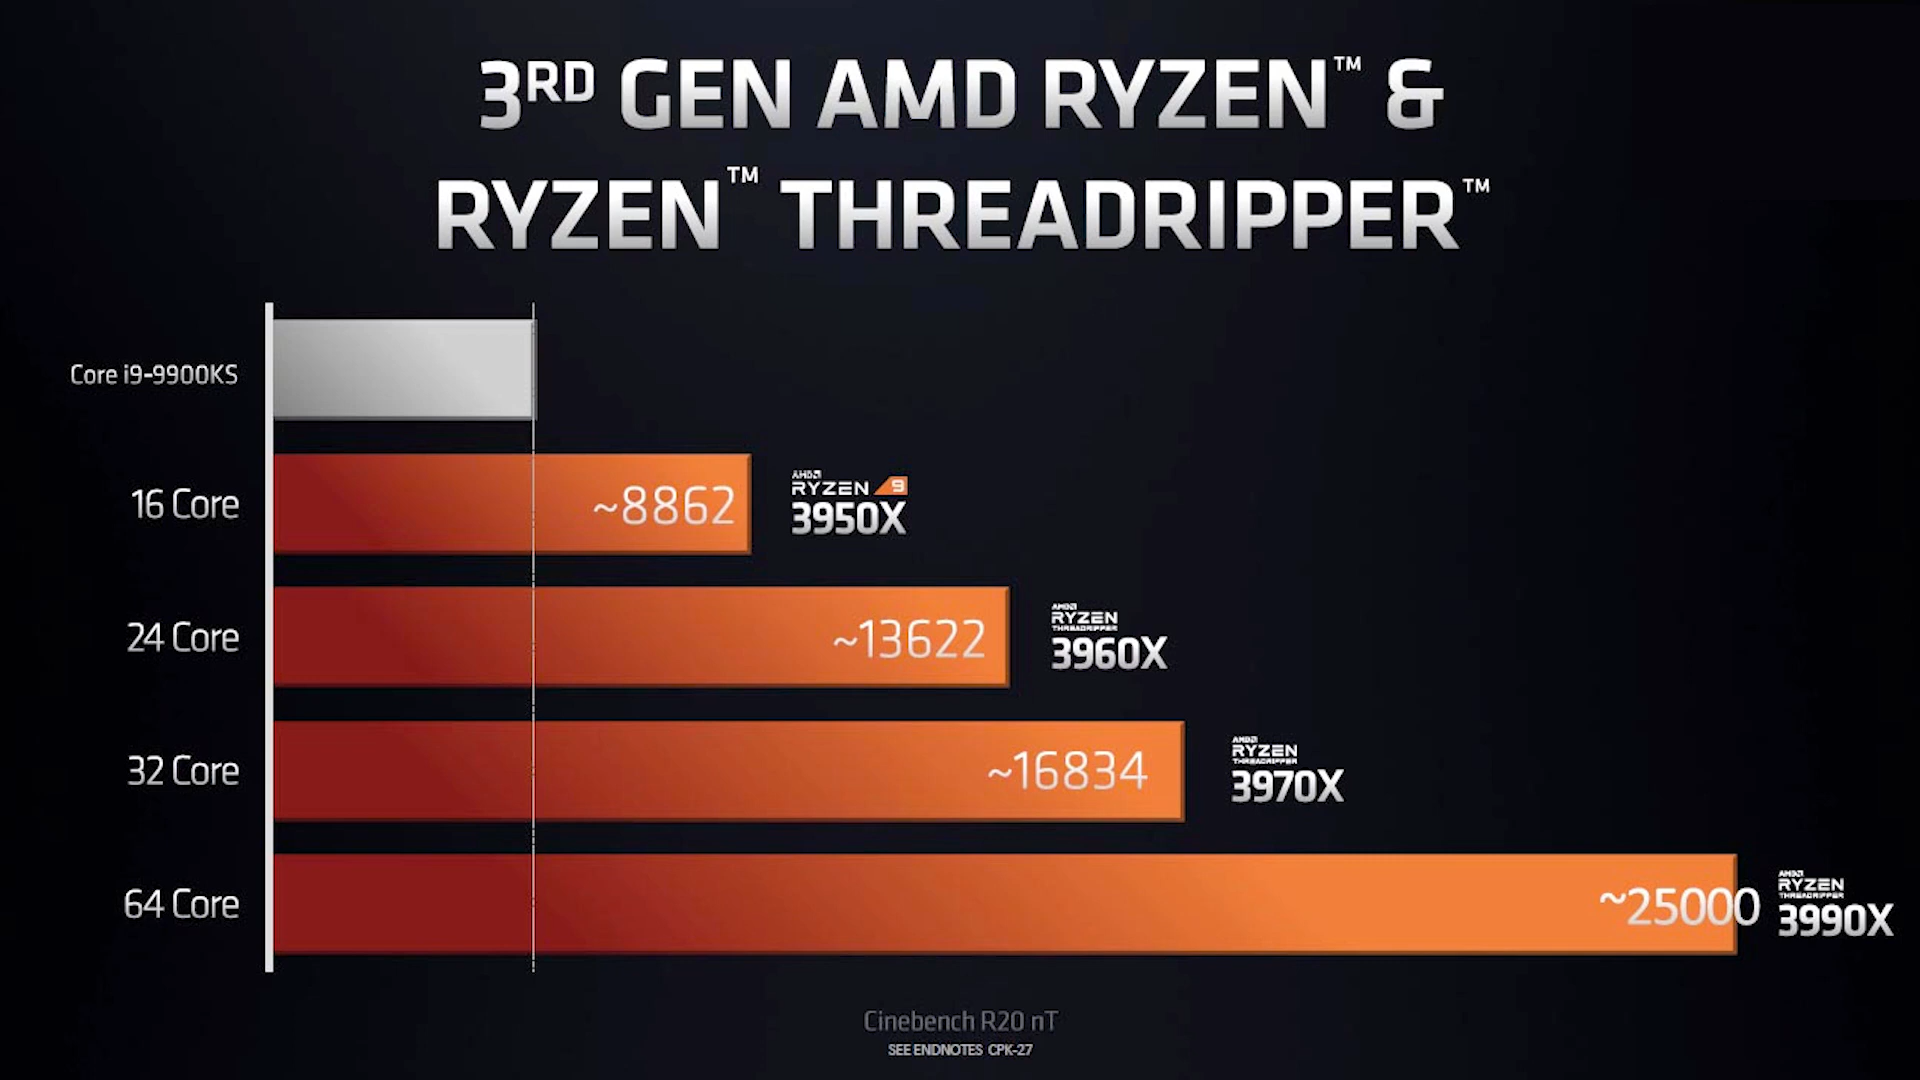 3RD GEN AMD RYZEN™ &
RYZEN™ THREADRIPPER™
Core i9-9900KS
16 Core
~8862
AMD
RYZEN 9
3950X
24 Core
~13622
AMD
RYZEN
THREADRIPPER
3960X
32 Core
~16834
AMD
RYZEN
THREADRIPPER
3970X
64 Core
~25000
AMD
RYZEN
THREADRIPPER
3990X
Cinebench R20 nT
SEE ENDNOTES CPK-27